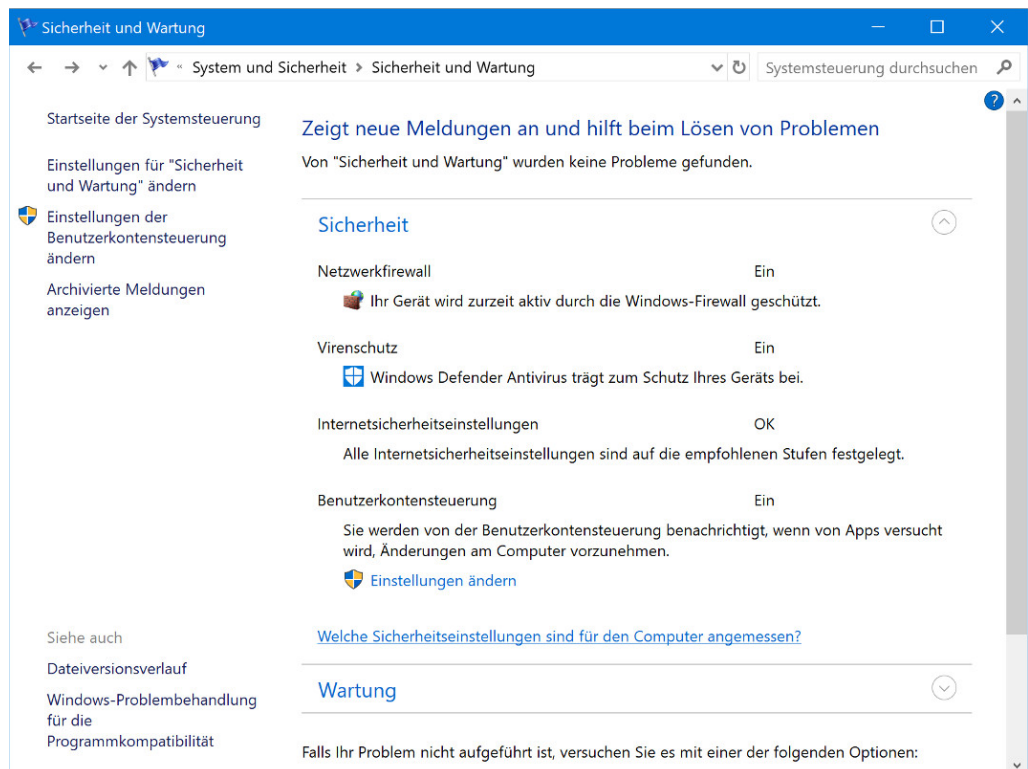 Sicherheit und Wartung
« System und Sicherheit > Sicherheit und Wartung
Systemsteuerung durchsuchen
?
Startseite der Systemsteuerung
Einstellungen für "Sicherheit
und Wartung" ändern
Einstellungen der
Benutzerkontensteuerung
ändern
Archivierte Meldungen
anzeigen
Zeigt neue Meldungen an und hilft beim Lösen von Problemen
Von "Sicherheit und Wartung" wurden keine Probleme gefunden.
Sicherheit
Netzwerkfirewall Ein
Ihr Gerät wird zurzeit aktiv durch die Windows-Firewall geschützt.
Virenschutz Ein
Windows Defender Antivirus trägt zum Schutz Ihres Geräts bei.
Internetsicherheitseinstellungen OK
Alle Internetsicherheitseinstellungen sind auf die empfohlenen Stufen festgelegt.
Benutzerkontensteuerung Ein
Sie werden von der Benutzerkontensteuerung benachrichtigt, wenn von Apps versucht
wird, Änderungen am Computer vorzunehmen.
Einstellungen ändern
Welche Sicherheitseinstellungen sind für den Computer angemessen?
Wartung
Falls Ihr Problem nicht aufgeführt ist, versuchen Sie es mit einer der folgenden Optionen:
Siehe auch
Dateiversionsverlauf
Windows-Problembehandlung
für die
Programmkompatibilität